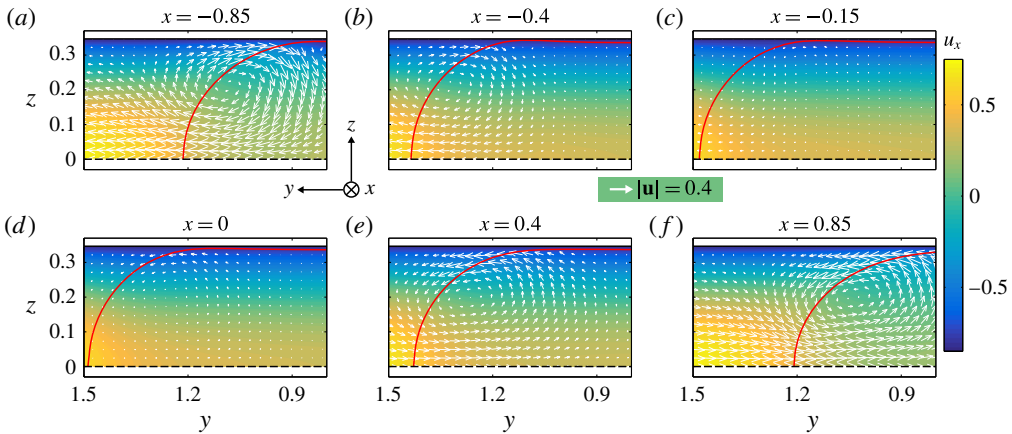 (a) x = −0.85 (b) x = −0.4 (c) x = −0.15
u_x
0.3
0.2
0.1
0
z
z
y x
|u| = 0.4
0.5
0
−0.5
(d) x = 0 (e) x = 0.4 (f) x = 0.85
0.3
0.2
0.1
0
z
1.5 1.2 0.9 1.5 1.2 0.9 1.5 1.2 0.9
y y y